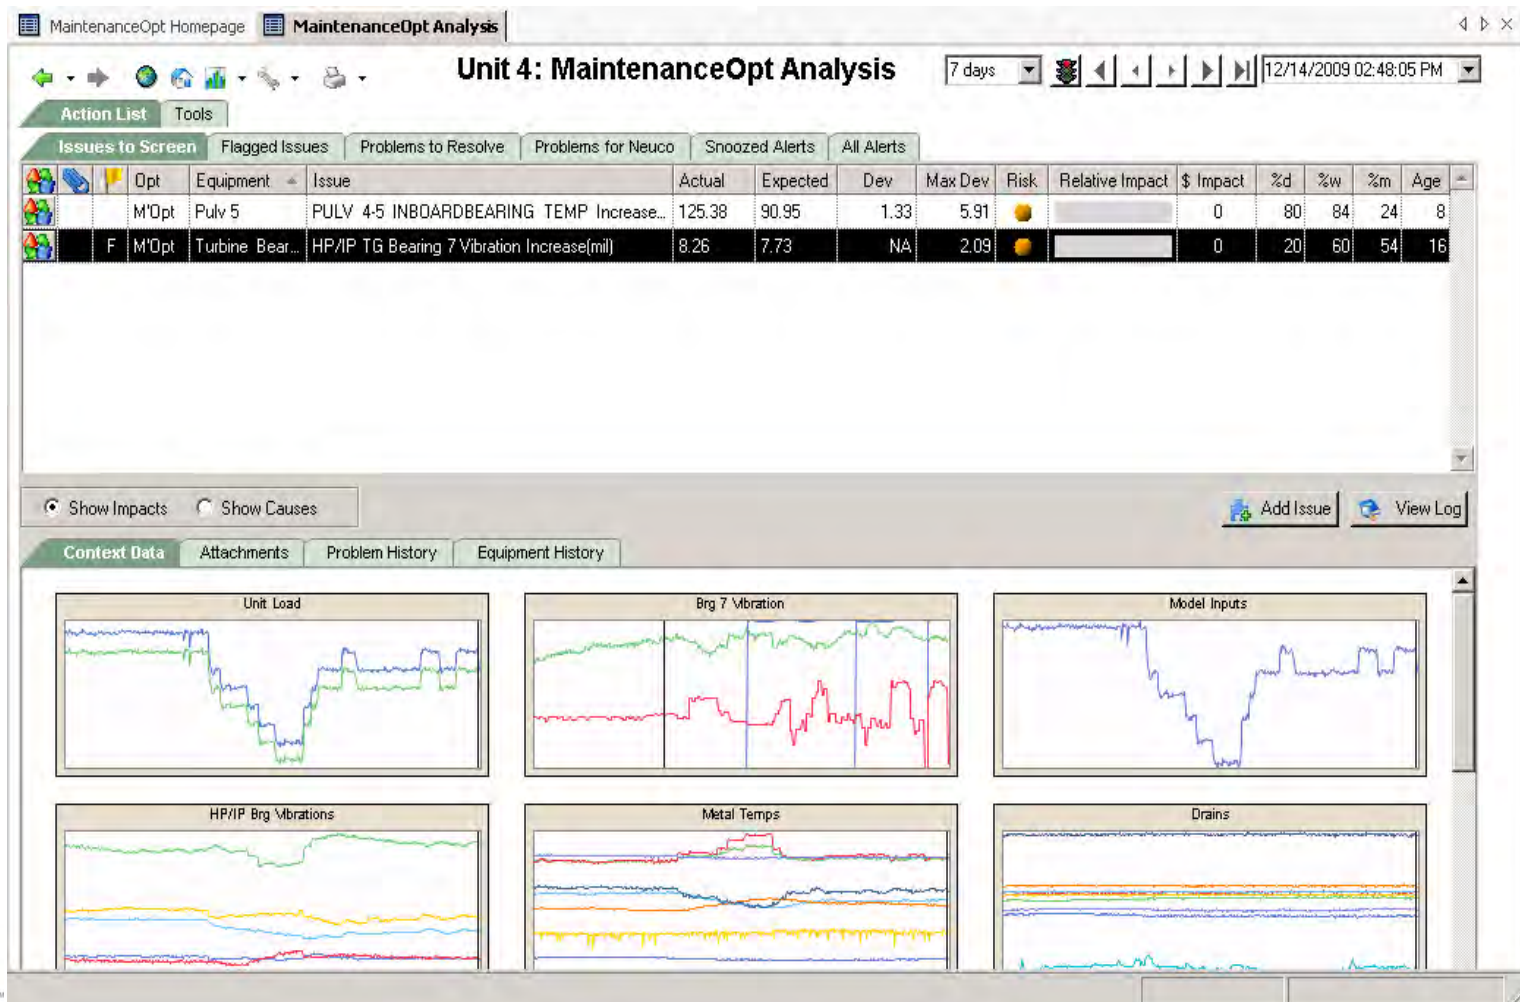 MaintenanceOpt Homepage MaintenanceOpt Analysis
Unit 4: MaintenanceOpt Analysis 7 days 12/14/2009 02:48:05 PM
Action List Tools
Issues to Screen Flagged Issues Problems to Resolve Problems for Neuco Snoozed Alerts All Alerts
Opt Equipment Issue Actual Expected Dev Max Dev Risk Relative Impact $ Impact %d %w %m Age
M'Opt Pulv 5 PULV 4-5 INBOARDBEARING TEMP Increase... 125.38 90.95 1.33 5.91 0 80 84 24 8
F M'Opt Turbine Bear... HP/IP TG Bearing 7 Vibration Increase(mil) 8.26 7.73 NA 2.09 0 20 60 54 16
Show Impacts Show Causes Add Issue View Log
Context Data Attachments Problem History Equipment History
Unit Load Brg 7 Vibration Model Inputs
HP/IP Brg Vibrations Metal Temps Drains